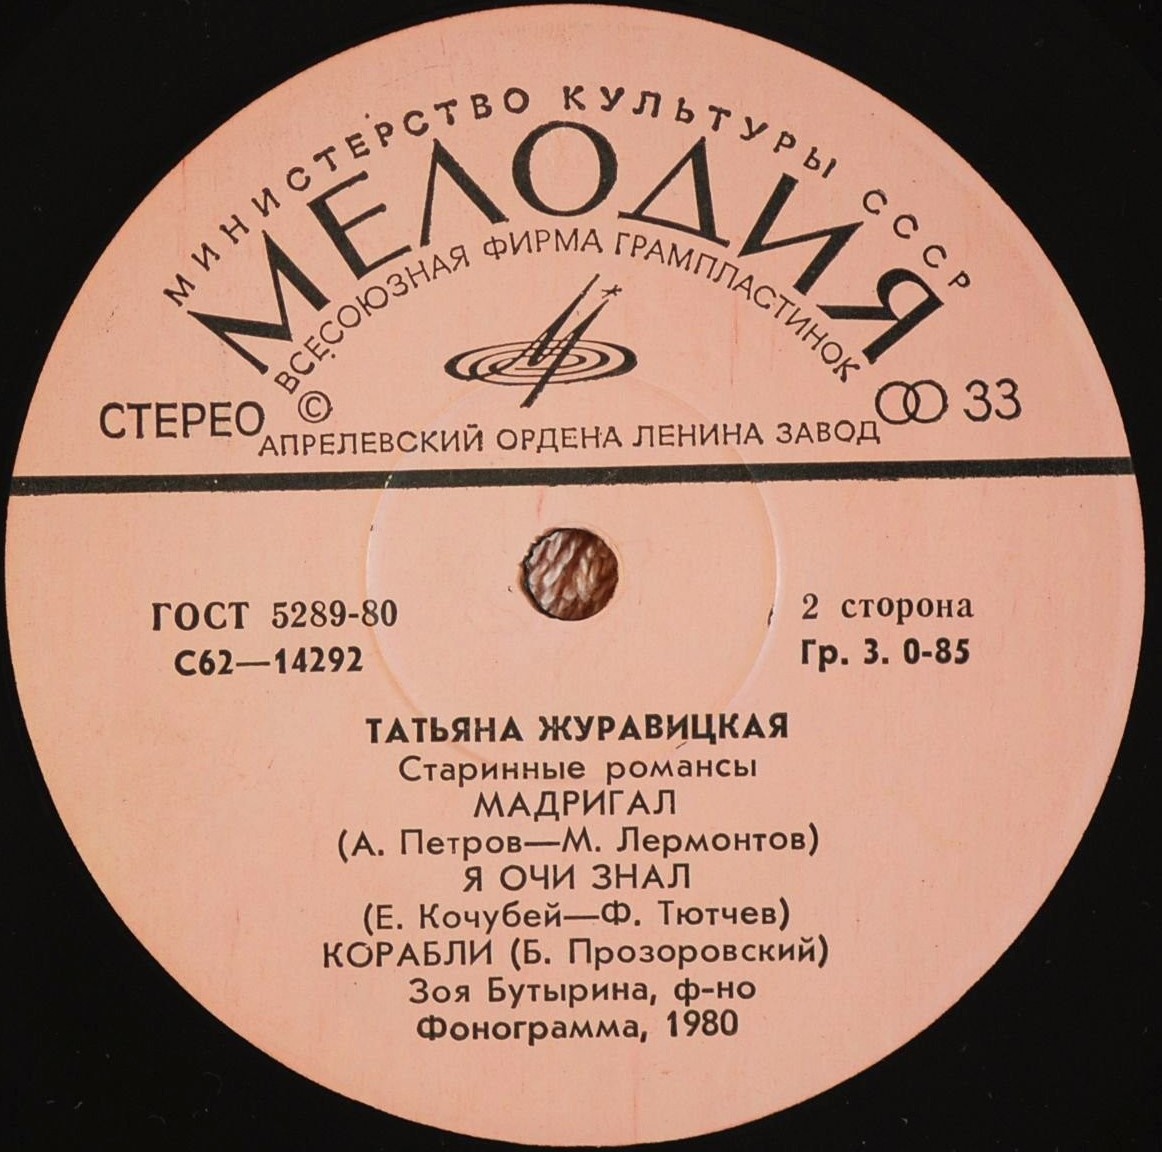 МИНИСТЕРСТВО КУЛЬТУРЫ СССР
МЕЛОДИЯ
ВСЕСОЮЗНАЯ ФИРМА ГРАМПЛАСТИНОК
СТЕРЕО © 33
АПРЕЛЕВСКИЙ ОРДЕНА ЛЕНИНА ЗАВОД
ГОСТ 5289-80 2 сторона
С62—14292 Гр. 3. 0-85
ТАТЬЯНА ЖУРАВИЦКАЯ
Старинные романсы
МАДРИГАЛ
(А. Петров—М. Лермонтов)
Я ОЧИ ЗНАЛ
(Е. Кочубей—Ф. Тютчев)
КОРАБЛИ (Б. Прозоровский)
Зоя Бутырина, ф-но
Фонограмма, 1980